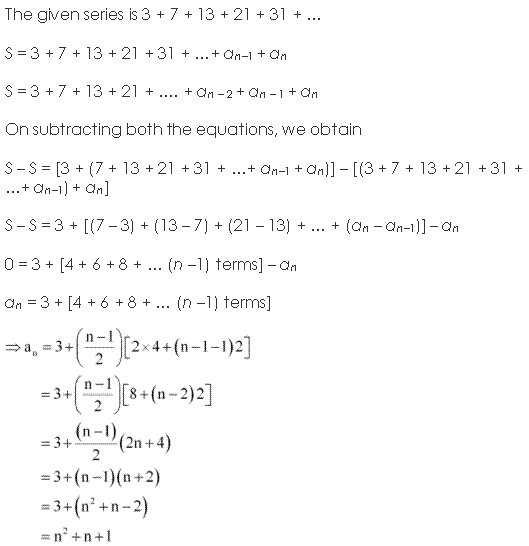 The given series is 3 + 7 + 13 + 21 + 31 + ...
S = 3 + 7 + 13 + 21 +31 + ...+ aₙ₋₁ + aₙ
S = 3 + 7 + 13 + 21 + .... + aₙ₋₂ + aₙ₋₁ + aₙ
On subtracting both the equations, we obtain
S – S = [3 + (7 + 13 +21 +31 + ...+ aₙ₋₁ + aₙ)] – [(3 + 7 + 13 +21 +31 +
...+ aₙ₋₁) + aₙ]
S – S = 3 + [(7 –3) + (13 –7) + (21 – 13) + ... + (aₙ – aₙ₋₁)] – aₙ
0 = 3 + [4 + 6 + 8 + ... (n –1) terms] – aₙ
aₙ = 3 + [4 + 6 + 8 + ... (n –1) terms]
⇒ aₙ = 3+((n−1)/2)[2×4+(n−1−1)2]
=3+((n−1)/2)[8+(n−2)2]
=3+(n−1)/2(2n+4)
=3+(n−1)(n+2)
=3+(n²+n−2)
=n²+n+1